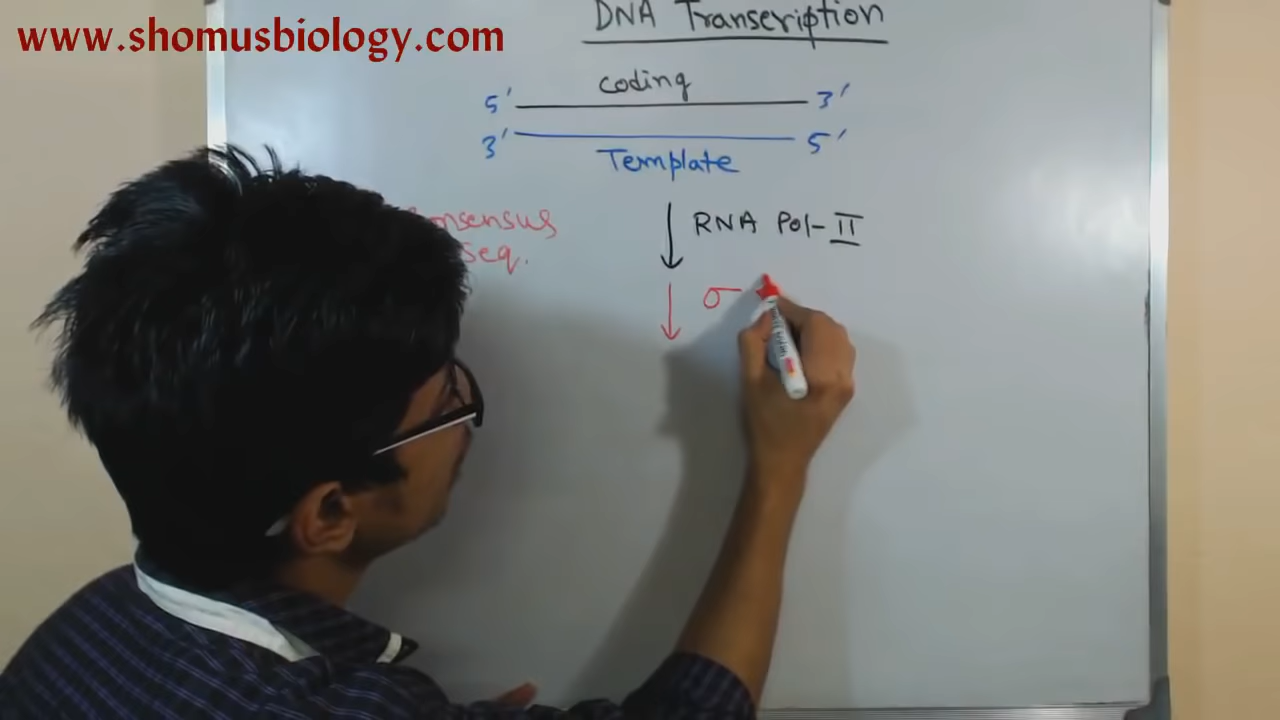 www.shomusbiology.com
DNA Transcription
coding
5' 3'
3' 5'
Template
RNA Pol-II
Seq.
σ